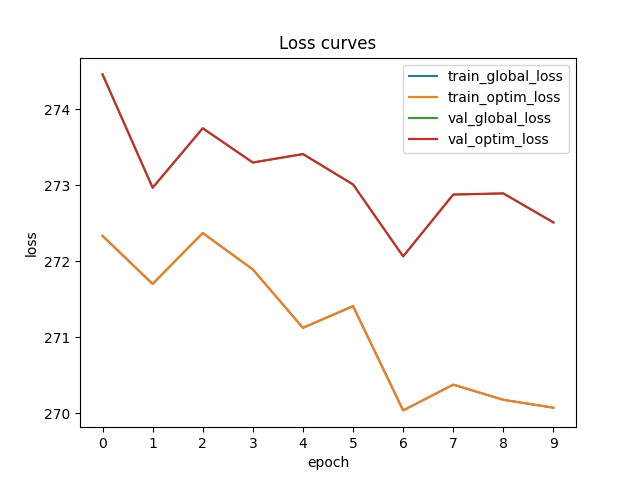 Loss curves
train_global_loss
train_optim_loss
val_global_loss
val_optim_loss
274
273
272
271
270
loss
0 1 2 3 4 5 6 7 8 9
epoch